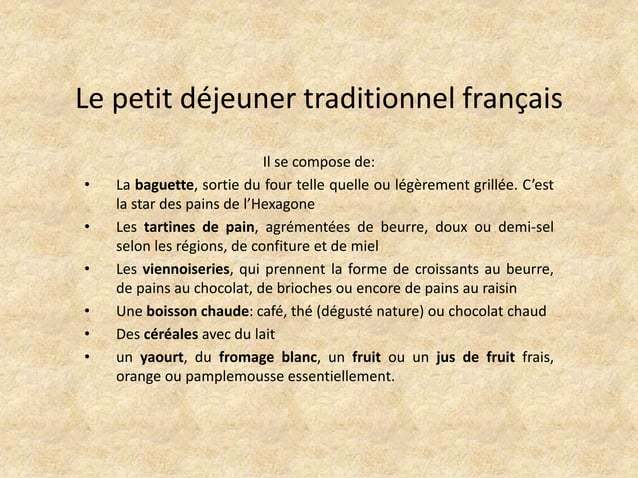 Le petit déjeuner traditionnel français
Il se compose de:
• La baguette, sortie du four telle quelle ou légèrement grillée. C’est
la star des pains de l’Hexagone
• Les tartines de pain, agrémentées de beurre, doux ou demi-sel
selon les régions, de confiture et de miel
• Les viennoiseries, qui prennent la forme de croissants au beurre,
de pains au chocolat, de brioches ou encore de pains au raisin
• Une boisson chaude: café, thé (dégusté nature) ou chocolat chaud
• Des céréales avec du lait
• un yaourt, du fromage blanc, un fruit ou un jus de fruit frais,
orange ou pamplemousse essentiellement.